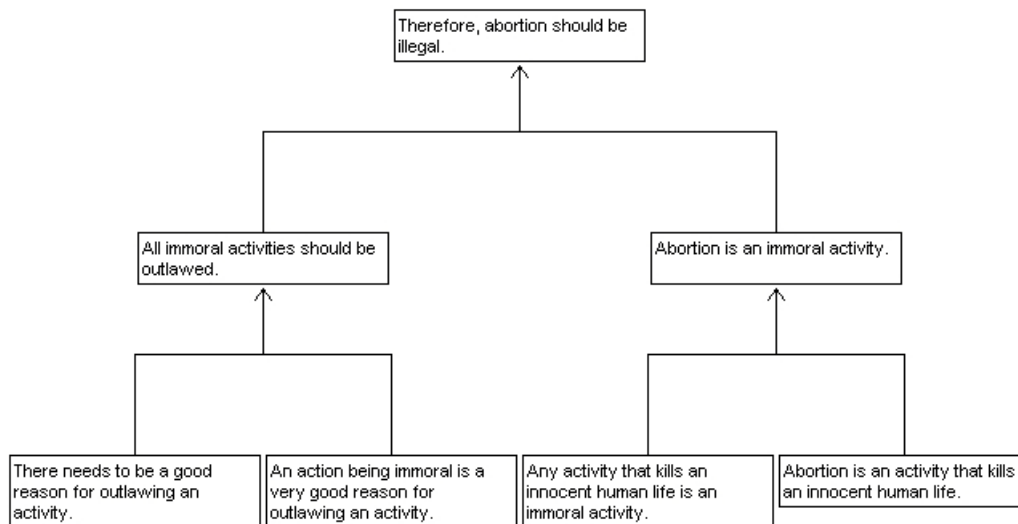 Therefore, abortion should be
illegal.
All immoral activities should be
outlawed.
Abortion is an immoral activity.
There needs to be a good
reason for outlawing an
activity.
An action being immoral is a
very good reason for
outlawing an activity.
Any activity that kills an
innocent human life is an
immoral activity.
Abortion is an activity that kills
an innocent human life.